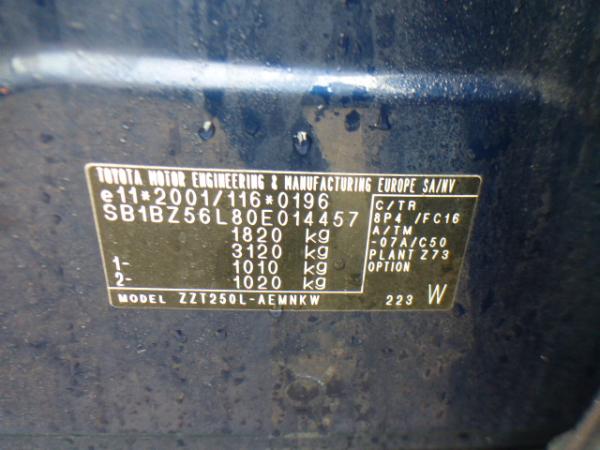 TOYOTA MOTOR ENGINEERING & MANUFACTURING EUROPE SA/NV
e11*2001/116*0196
SB1BZ56L80E014457
1820 kg
3120 kg
1- 1010 kg
2- 1020 kg
C/TR
8P4 /FC16
A/TM
-07A/C50
PLANT Z73
OPTION
MODEL ZZT250L-AEMNKW
223 W